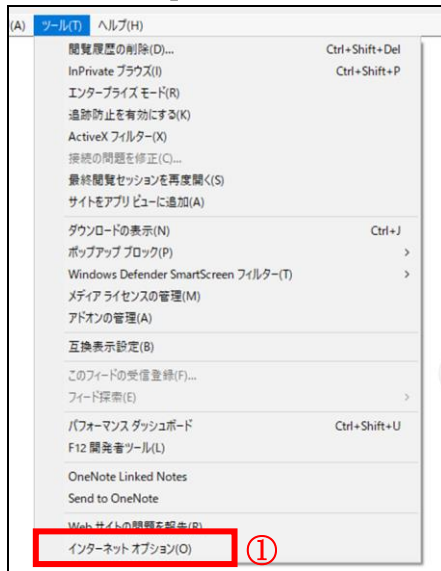 (A) ツール(T) ヘルプ(H)
閲覧履歴の削除(D)... Ctrl+Shift+Del
InPrivate ブラウズ(I) Ctrl+Shift+P
エンタープライズ モード(R)
追跡防止を有効にする(K)
ActiveX フィルター(X)
接続の問題を修正(C)...
最終閲覧セッションを再度開く(S)
サイトをアプリ ビューに追加(A)
ダウンロードの表示(N) Ctrl+J
ポップアップ ブロック(P)
Windows Defender SmartScreen フィルター(T)
メディア ライセンスの管理(M)
アドオンの管理(A)
互換表示設定(B)
このフィードの受信登録(F)...
フィード探索(E)
パフォーマンス ダッシュボード Ctrl+Shift+U
F12 開発者ツール(L)
OneNote Linked Notes
Send to OneNote
Web サイトの問題を報告(R)
インターネット オプション(O) ①